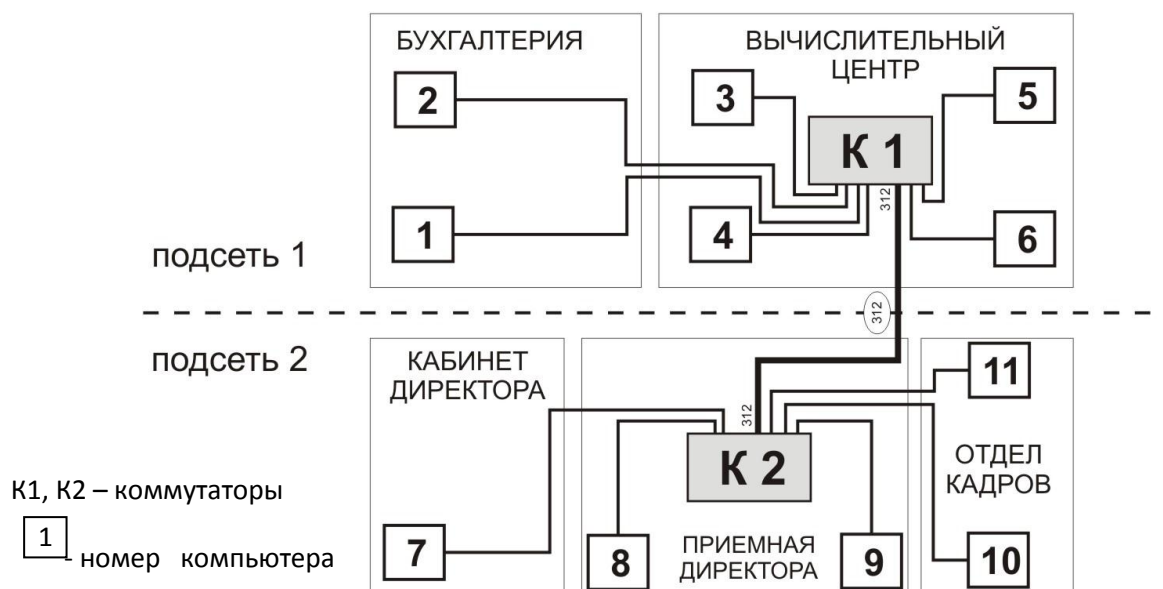 БУХГАЛТЕРИЯ
ВЫЧИСЛИТЕЛЬНЫЙ
ЦЕНТР
2
3
5
К 1
312
1
4
6
подсеть 1
312
подсеть 2
КАБИНЕТ
ДИРЕКТОРА
11
312
К 2
ОТДЕЛ
КАДРОВ
К1, К2 – коммутаторы
1
- номер компьютера
7
8
ПРИЕМНАЯ
ДИРЕКТОРА
9
10